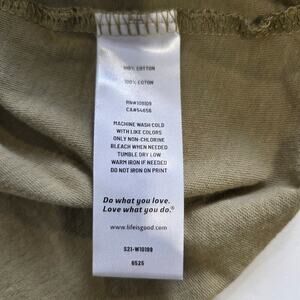 100% COTTON
100% COTON
RN#109109
CA#54656
MACHINE WASH COLD
WITH LIKE COLORS
ONLY NON-CHLORINE
BLEACH WHEN NEEDED
TUMBLE DRY LOW
WARM IRON IF NEEDED
DO NOT IRON ON PRINT
Do what you love.
Love what you do.®
www.lifeisgood.com
S21-W10199
6525